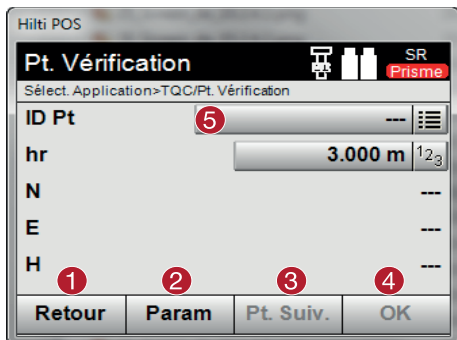 Hilti POS
Pt. Vérification
SR
Prisme
Sélect. Application>TQC/Pt. Vérification
ID Pt
5
---
hr
3.000 m
123
N
---
E
---
H
---
1
2
3
4
Retour
Param
Pt. Suiv.
OK